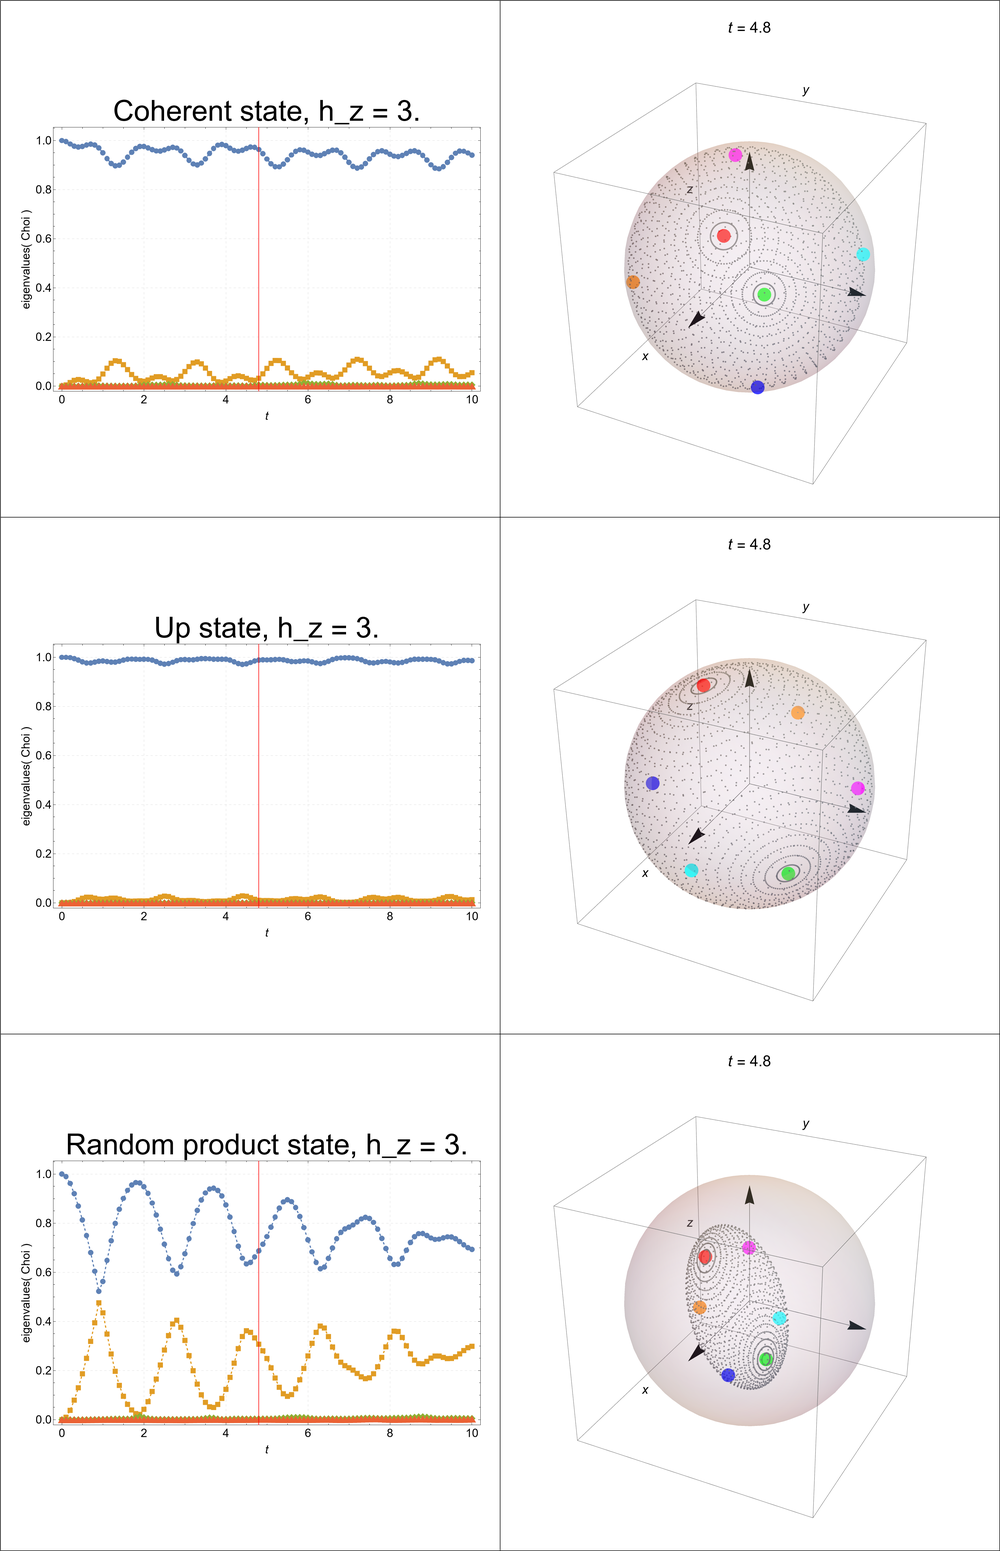 t = 4.8
Coherent state, h_z = 3.
y
1.0
0.8
z
0.6
eigenvalues( Choi )
0.4
0.2
x
0.0
0 2 4 6 8 10
t
t = 4.8
Up state, h_z = 3.
y
1.0
0.8
z
0.6
eigenvalues( Choi )
0.4
0.2
x
0.0
0 2 4 6 8 10
t
t = 4.8
Random product state, h_z = 3.
y
1.0
0.8
z
0.6
eigenvalues( Choi )
0.4
0.2
x
0.0
0 2 4 6 8 10
t